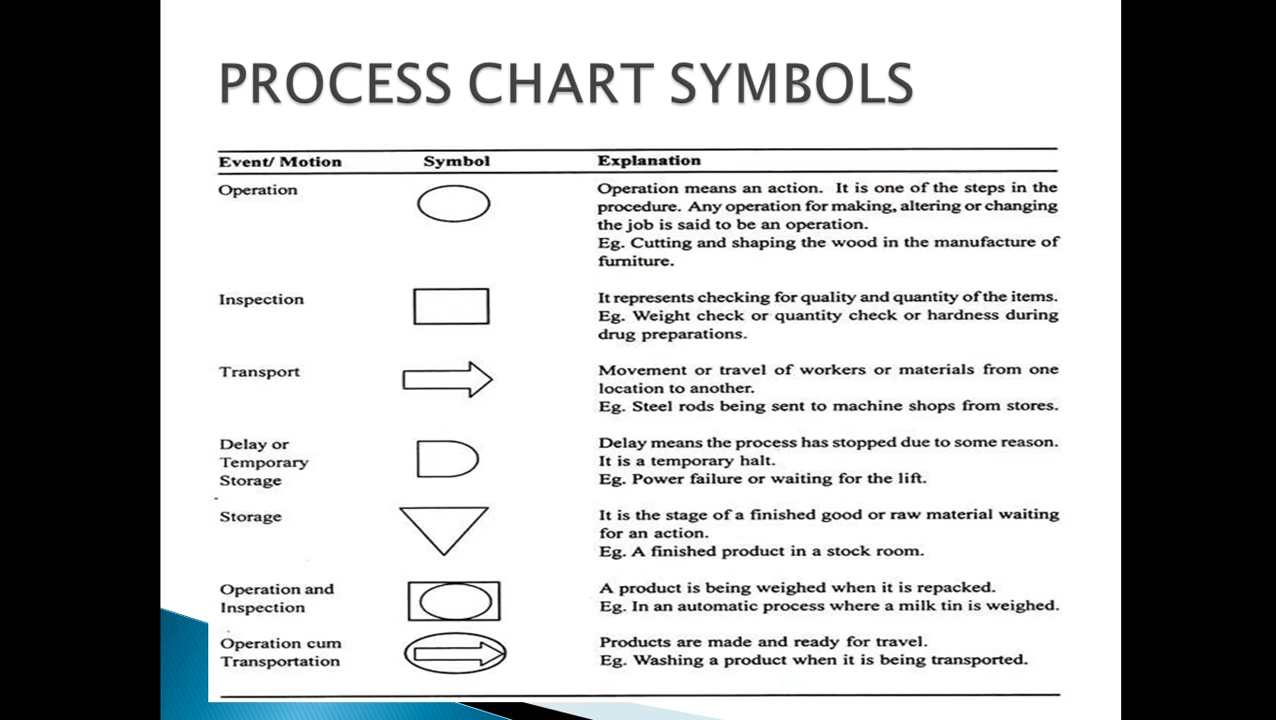 PROCESS CHART SYMBOLS
Event/ Motion Symbol Explanation
Operation
Operation means an action. It is one of the steps in the
procedure. Any operation for making, altering or changing
the job is said to be an operation.
Eg. Cutting and shaping the wood in the manufacture of
furniture.
Inspection
It represents checking for quality and quantity of the items.
Eg. Weight check or quantity check or hardness during
drug preparations.
Transport
Movement or travel of workers or materials from one
location to another.
Eg. Steel rods being sent to machine shops from stores.
Delay or
Temporary
Storage
Delay means the process has stopped due to some reason.
It is a temporary halt.
Eg. Power failure or waiting for the lift.
Storage
It is the stage of a finished good or raw material waiting
for an action.
Eg. A finished product in a stock room.
Operation and
Inspection
A product is being weighed when it is repacked.
Eg. In an automatic process where a milk tin is weighed.
Operation cum
Transportation
Products are made and ready for travel.
Eg. Washing a product when it is being transported.